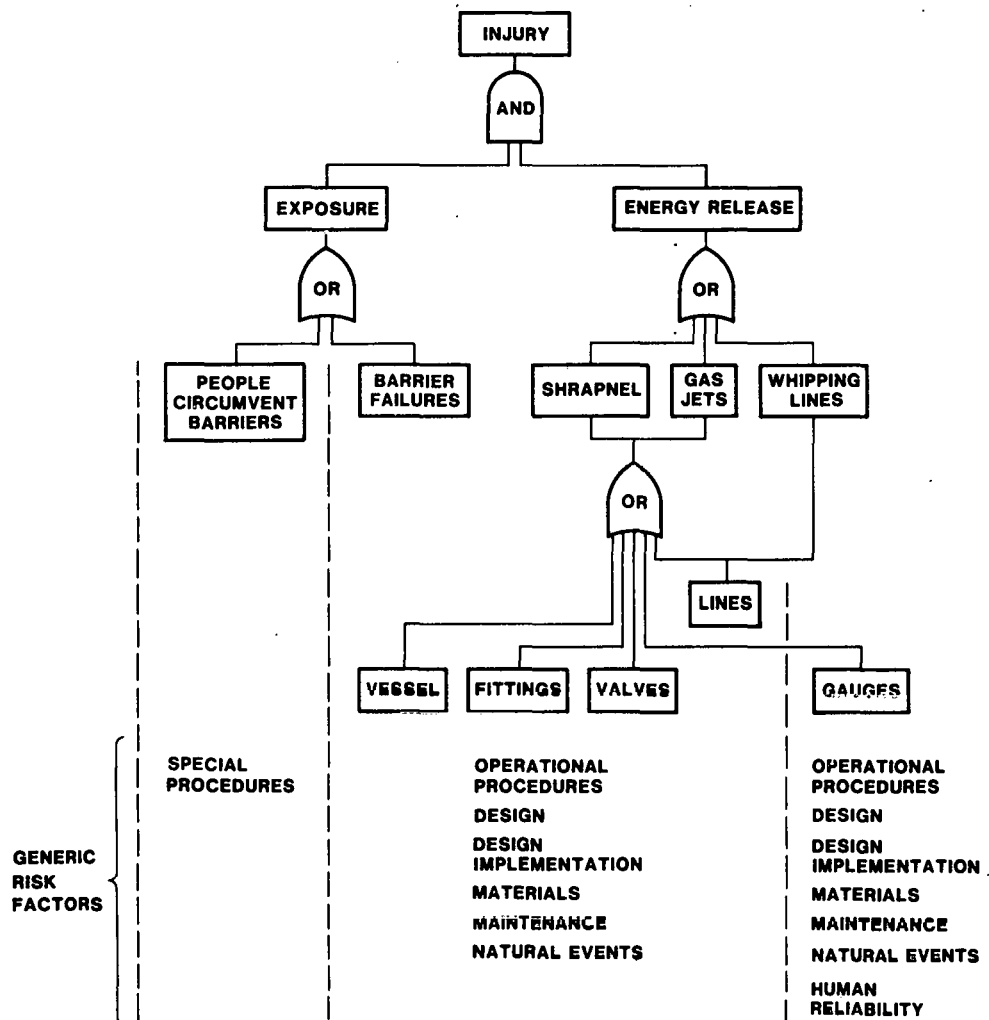 INJURY
AND
EXPOSURE
ENERGY RELEASE
OR
OR
PEOPLE
CIRCUMVENT
BARRIERS
BARRIER
FAILURES
SHRAPNEL
GAS
JETS
WHIPPING
LINES
OR
LINES
VESSEL
FITTINGS
VALVES
GAUGES
GENERIC
RISK
FACTORS
SPECIAL
PROCEDURES
OPERATIONAL
PROCEDURES
DESIGN
DESIGN
IMPLEMENTATION
MATERIALS
MAINTENANCE
NATURAL EVENTS
OPERATIONAL
PROCEDURES
DESIGN
DESIGN
IMPLEMENTATION
MATERIALS
MAINTENANCE
NATURAL EVENTS
HUMAN
RELIABILITY